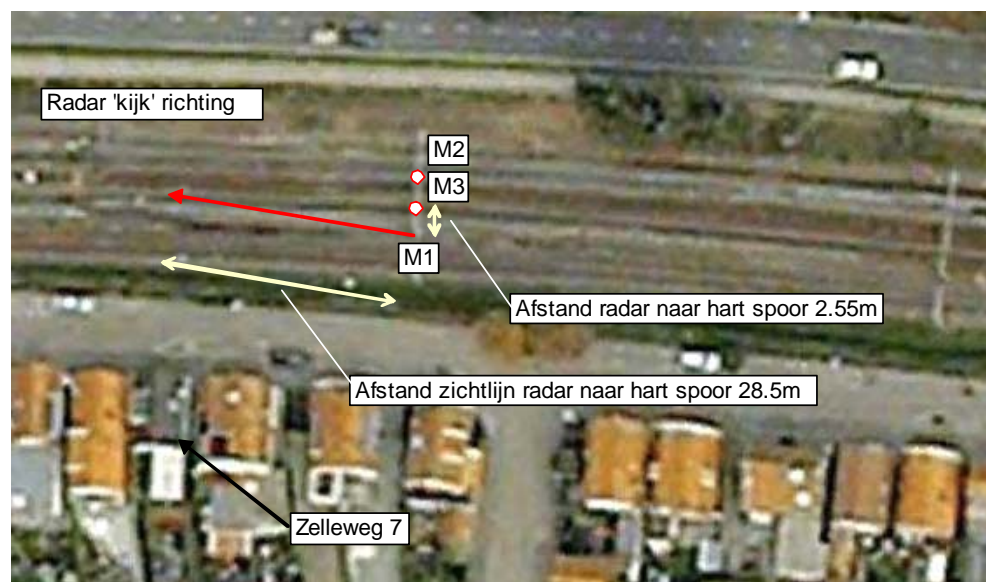 Radar 'kijk' richting
M2
M3
M1
Afstand radar naar hart spoor 2.55m
Afstand zichtlijn radar naar hart spoor 28.5m
Zelleweg 7